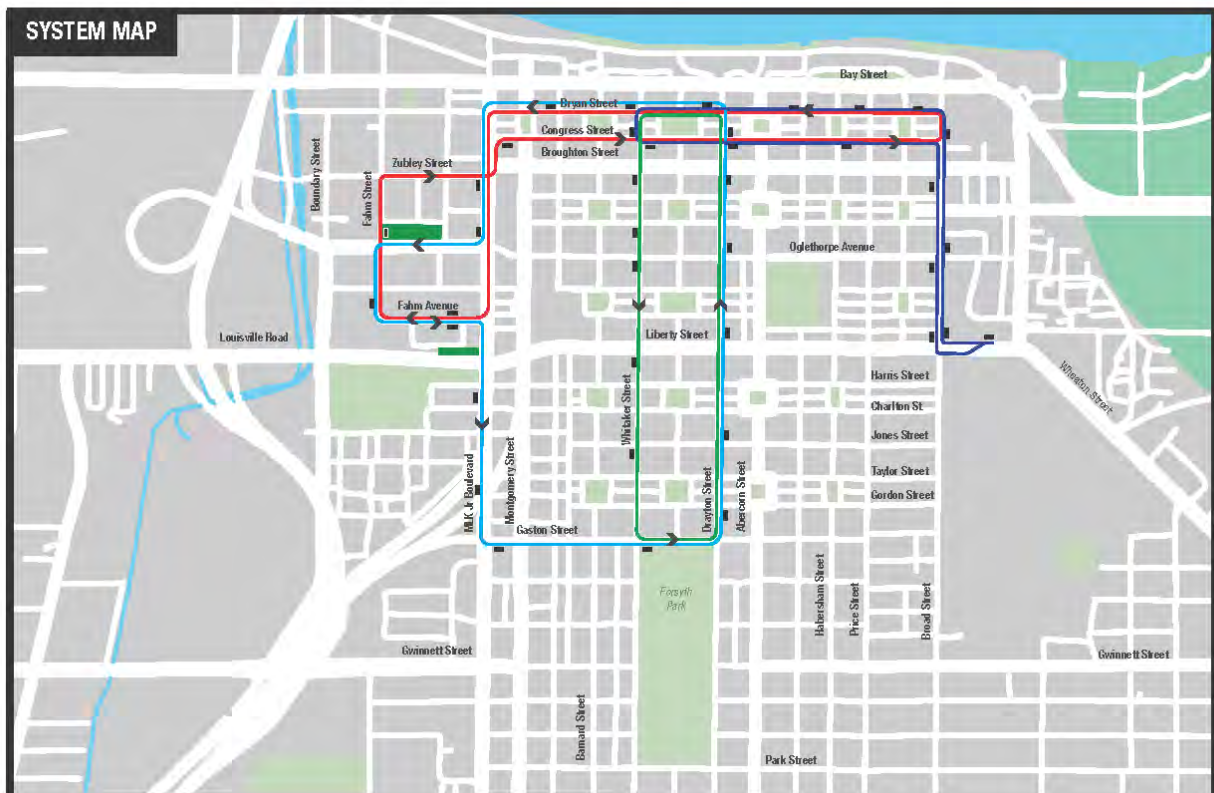 SYSTEM MAP
Bay Street
Bryan Street
Congress Street
Broughton Street
Zubley Street
Boundary Street
Fahm Street
Oglethorpe Avenue
Fahm Avenue
Louisville Road
Liberty Street
Harris Street
Wheaton Street
Charlton St.
Whitaker Street
Jones Street
MLK Jr Boulevard
Montgomery Street
Drayton Street
Abercorn Street
Taylor Street
Gordon Street
Gaston Street
Forsyth
Park
Habersham Street
Price Street
Broad Street
Gwinnett Street
Gwinnett Street
Barnard Street
Park Street